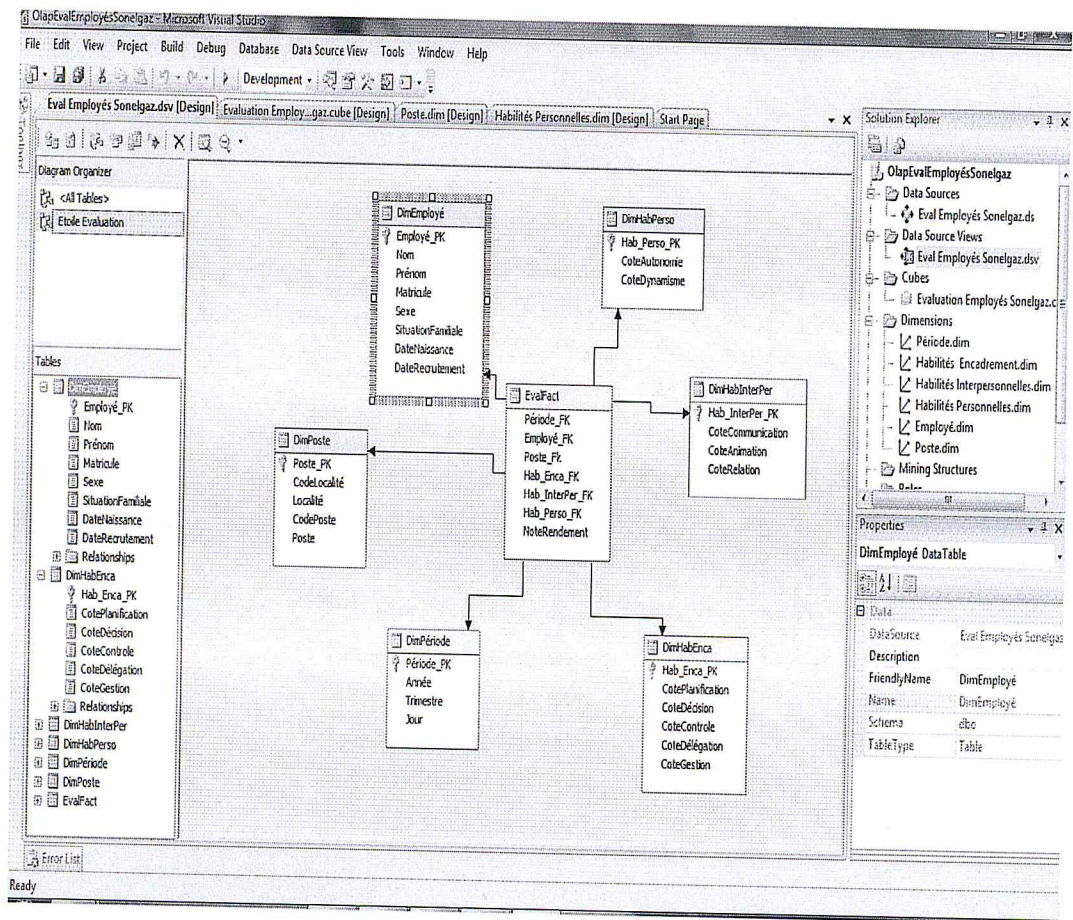 OlapEvalEmployésSonelgaz - Microsoft Visual Studio
File Edit View Project Build Debug Database Data Source View Tools Window Help
Development
Eval Employés Sonelgaz.dsv [Design] Evaluation Employ...gaz.cube [Design] Poste.dim [Design] Habilités Personnelles.dim [Design] Start Page
Diagram Organizer
<All Tables>
Etoile Evaluation
Tables
DimEmployé
Employé_PK
Nom
Prénom
Matricule
Sexe
SituationFamiliale
DateNaissance
DateRecrutement
Relationships
DimHabEnca
Hab_Enca_PK
CotePlanification
CoteDécision
CoteControle
CoteDélégation
CoteGestion
Relationships
DimHabInterPer
DimHabPerso
DimPériode
DimPoste
EvalFact
DimEmployé
Employé_PK
Nom
Prénom
Matricule
Sexe
SituationFamiliale
DateNaissance
DateRecrutement
DimHabPerso
Hab_Perso_PK
CoteAutonomie
CoteDynamisme
EvalFact
Période_FK
Employé_FK
Poste_Fk
Hab_Enca_FK
Hab_InterPer_FK
Hab_Perso_FK
NoteRendement
DimHabInterPer
Hab_InterPer_PK
CoteCommunication
CoteAnimation
CoteRelation
DimPoste
Poste_PK
CodeLocalité
Localité
CodePoste
Poste
DimPériode
Période_PK
Année
Trimestre
Jour
DimHabEnca
Hab_Enca_PK
CotePlanification
CoteDécision
CoteControle
CoteDélégation
CoteGestion
Solution Explorer
OlapEvalEmployésSonelgaz
Data Sources
Eval Employés Sonelgaz.ds
Data Source Views
Eval Employés Sonelgaz.dsv
Cubes
Evaluation Employés Sonelgaz.c
Dimensions
Période.dim
Habilités Encadrement.dim
Habilités Interpersonnelles.dim
Habilités Personnelles.dim
Employé.dim
Poste.dim
Mining Structures
Roles
Properties
DimEmployé DataTable
Data
DataSource Eval Employés Sonelgaz
Description
FriendlyName DimEmployé
Name DimEmployé
Schema dbo
TableType Table
Error List
Ready